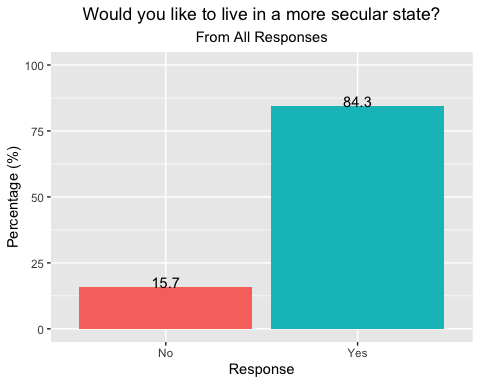 Would you like to live in a more secular state?
From All Responses
Percentage (%)
100
75
50
25
0
15.7
84.3
No
Yes
Response